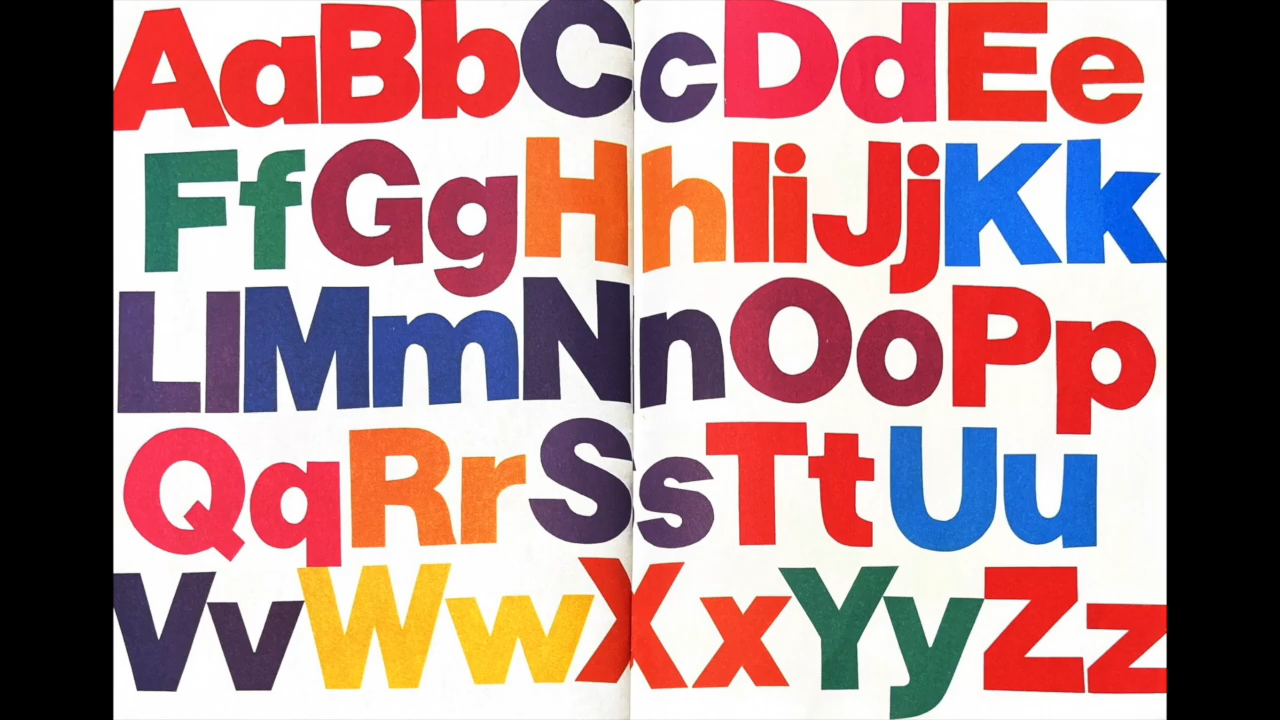 AaBbCcDdEe
FfGgHhIiJjKk
LlMmNnOoPp
QqRrSsTtUu
VvWwXxYyZz